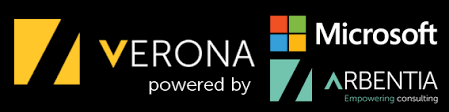 VERONA
powered by
Microsoft
ARBENTIA
Empowering consulting